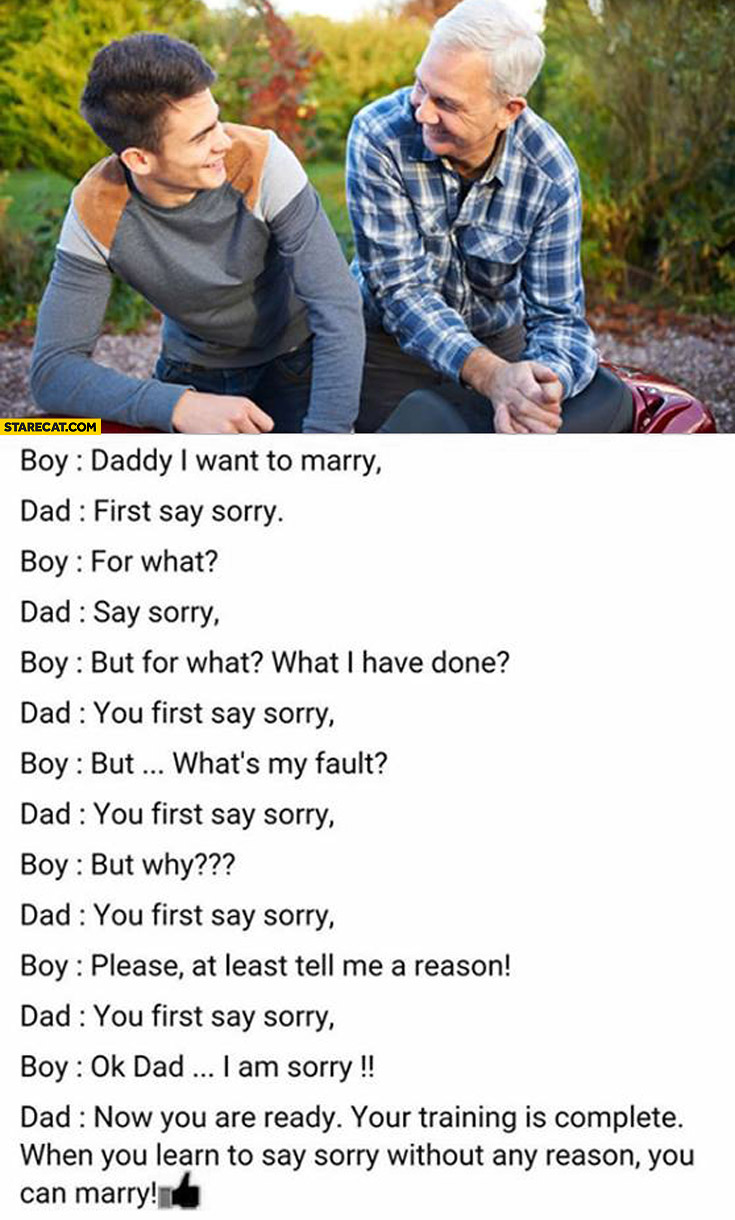 STARECAT.COM
Boy : Daddy I want to marry,
Dad : First say sorry.
Boy : For what?
Dad : Say sorry,
Boy : But for what? What I have done?
Dad : You first say sorry,
Boy : But ... What's my fault?
Dad : You first say sorry,
Boy : But why???
Dad : You first say sorry,
Boy : Please, at least tell me a reason!
Dad : You first say sorry,
Boy : Ok Dad ... I am sorry !!
Dad : Now you are ready. Your training is complete.
When you learn to say sorry without any reason, you
can marry!